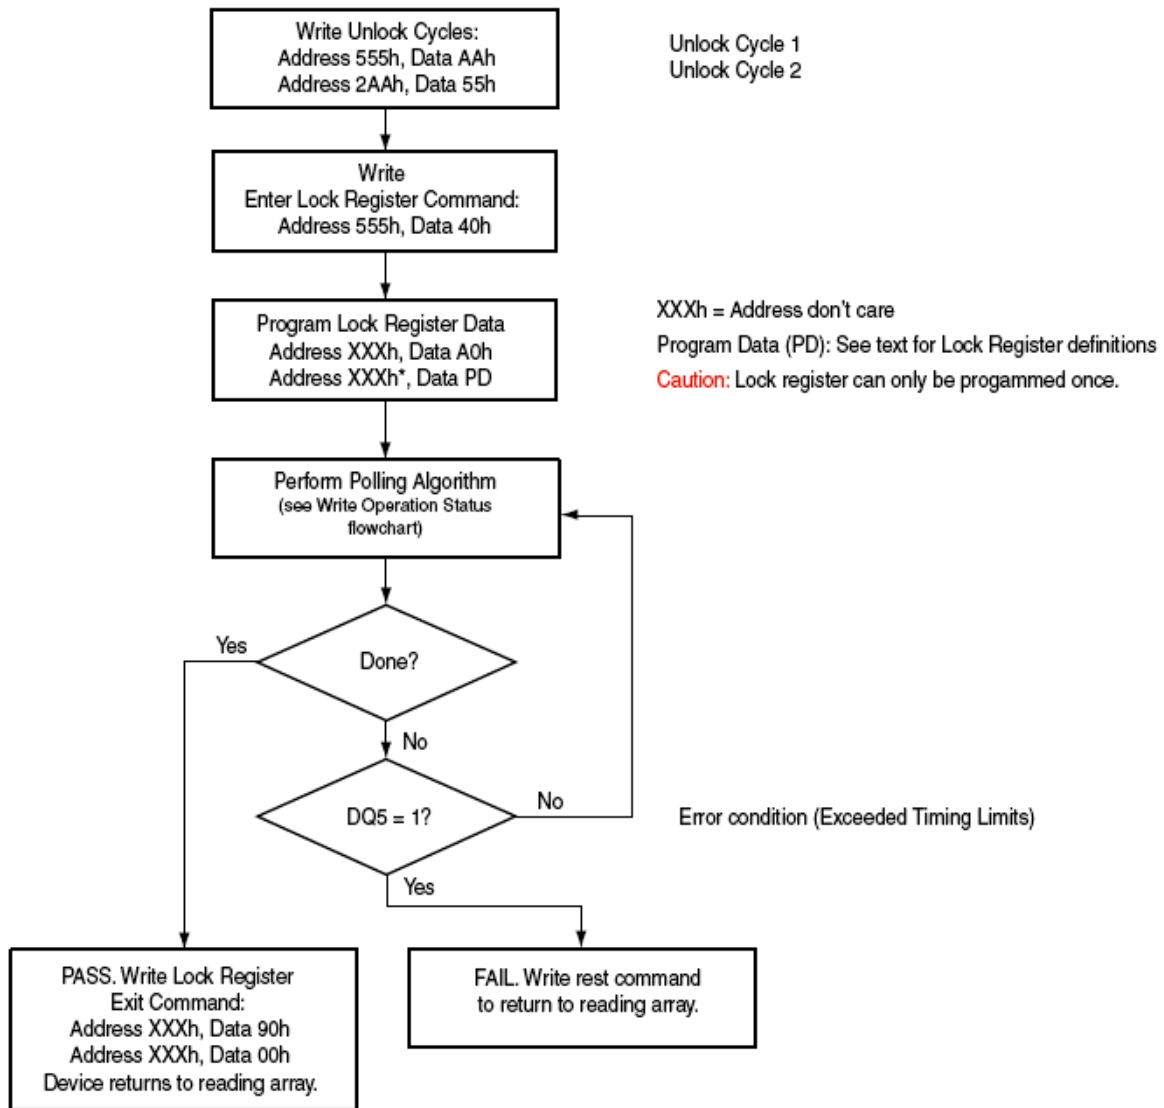 Write Unlock Cycles:
Address 555h, Data AAh
Address 2AAh, Data 55h
Unlock Cycle 1
Unlock Cycle 2
Write
Enter Lock Register Command:
Address 555h, Data 40h
Program Lock Register Data
Address XXXh, Data A0h
Address XXXh*, Data PD
XXXh = Address don't care
Program Data (PD): See text for Lock Register definitions
Caution: Lock register can only be progammed once.
Perform Polling Algorithm
(see Write Operation Status
flowchart)
Yes
Done?
No
DQ5 = 1?
No
Error condition (Exceeded Timing Limits)
Yes
PASS. Write Lock Register
Exit Command:
Address XXXh, Data 90h
Address XXXh, Data 00h
Device returns to reading array.
FAIL. Write rest command
to return to reading array.